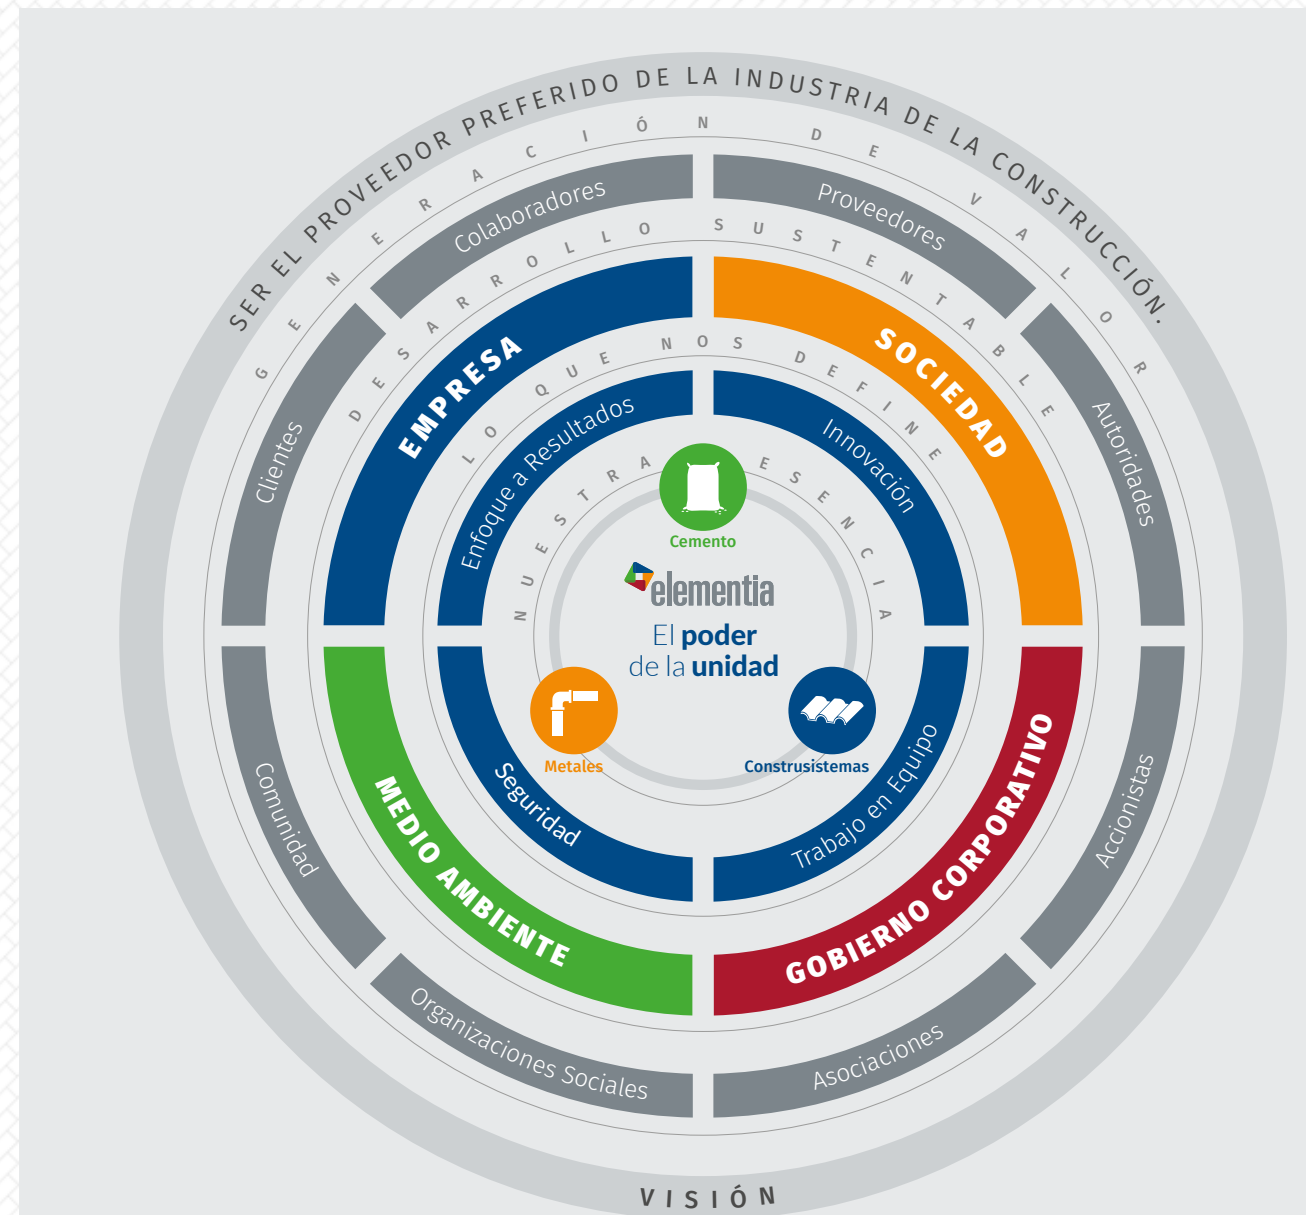 SER EL PROVEEDOR PREFERIDO DE LA INDUSTRIA DE LA CONSTRUCCIÓN.
GENERACIÓN DE VALOR
Clientes
Colaboradores
Proveedores
Autoridades
DESARROLLO SUSTENTABLE
EMPRESA
SOCIEDAD
LO QUE NOS DEFINE
Enfoque a Resultados
Innovación
NUESTRA ESENCIA
Cemento
elementia
El poder
de la unidad
Metales
Construsistemas
Seguridad
Trabajo en Equipo
MEDIO AMBIENTE
GOBIERNO CORPORATIVO
Comunidad
Organizaciones Sociales
Asociaciones
Accionistas
VISIÓN